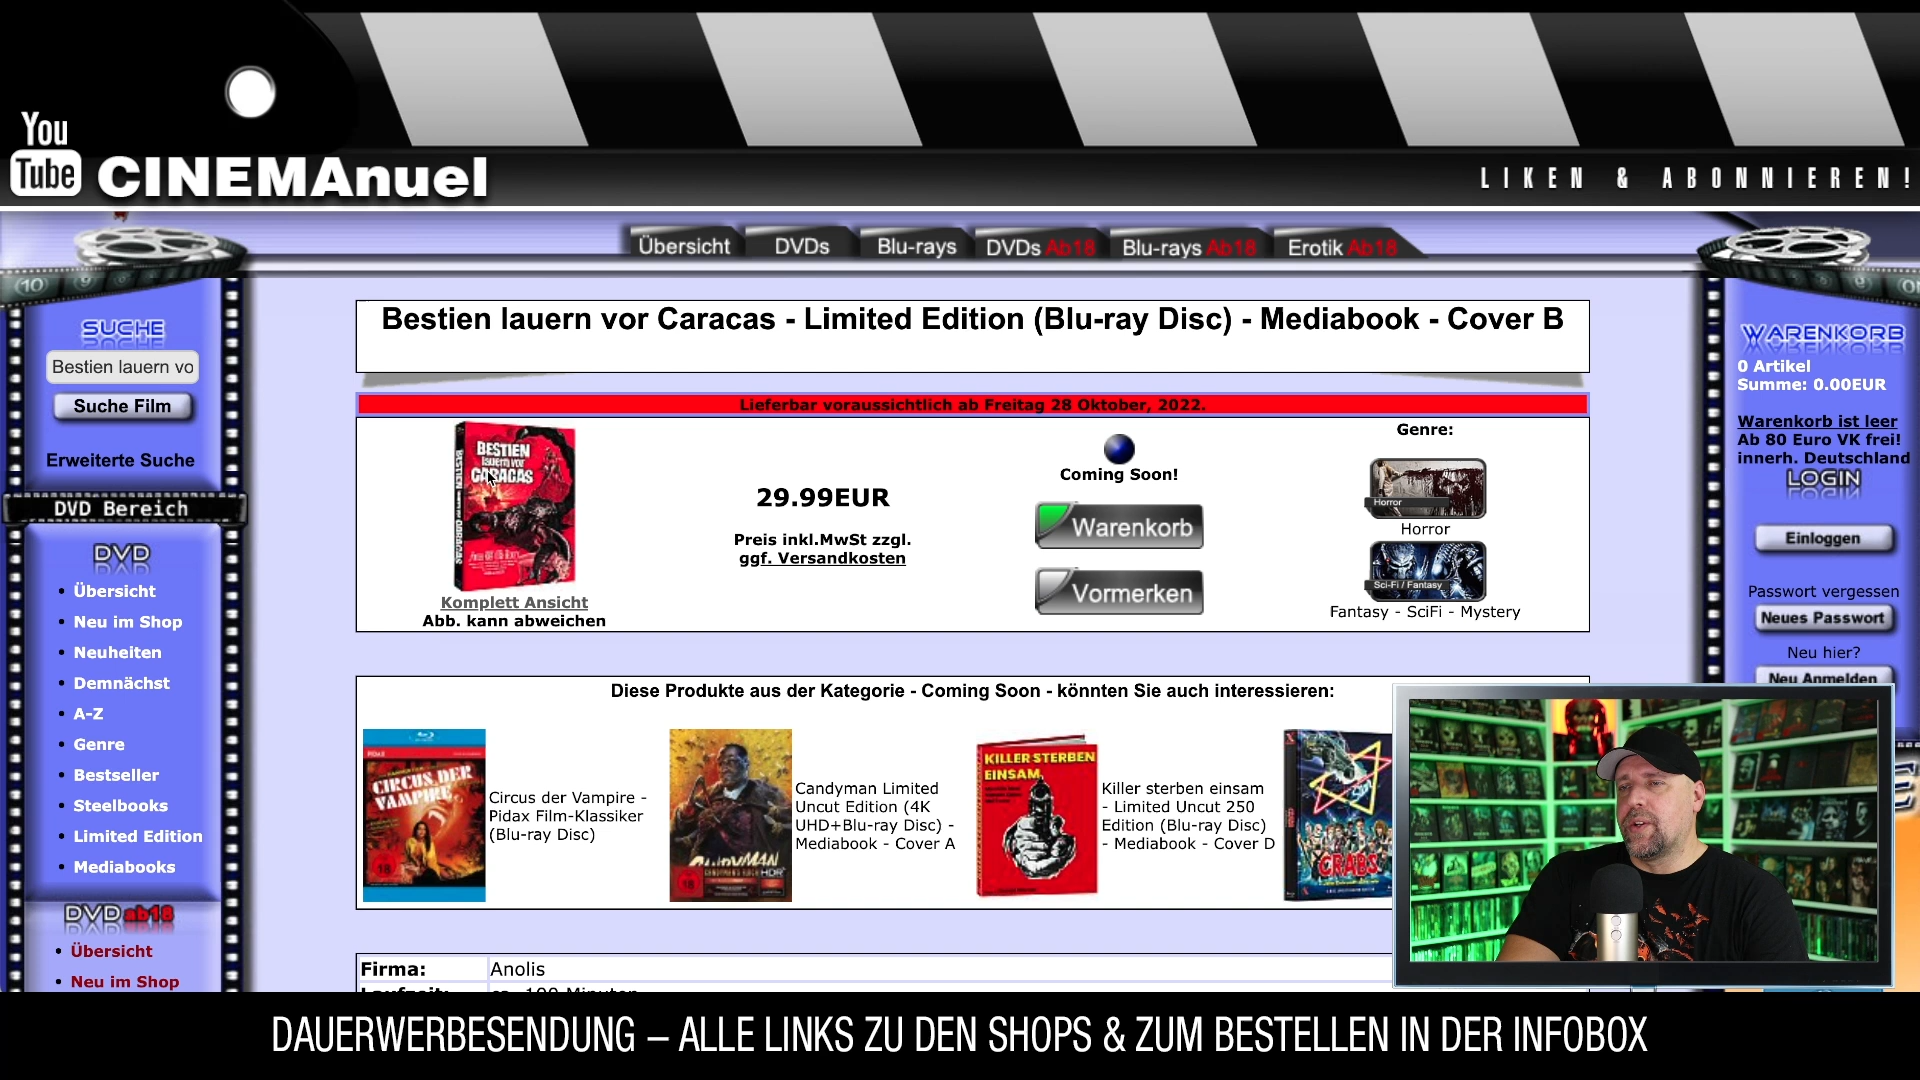 You
Tube
CINEMAnuel
LIKEN & ABONNIEREN!
Übersicht
DVDs
Blu-rays
DVDs Ab18
Blu-rays Ab18
Erotik Ab18
SUCHE
Bestien lauern vo
Suche Film
Erweiterte Suche
DVD Bereich
DVD
• Übersicht
• Neu im Shop
• Neuheiten
• Demnächst
• A-Z
• Genre
• Bestseller
• Steelbooks
• Limited Edition
• Mediabooks
DVD ab18
• Übersicht
• Neu im Shop
Bestien lauern vor Caracas - Limited Edition (Blu-ray Disc) - Mediabook - Cover B
Lieferbar voraussichtlich ab Freitag 28 Oktober, 2022.
BESTIEN
lauern vor
CARACAS
Komplett Ansicht
Abb. kann abweichen
29.99EUR
Preis inkl.MwSt zzgl.
ggf. Versandkosten
Coming Soon!
Warenkorb
Vormerken
Genre:
Horror
Horror
Sci-Fi / Fantasy
Fantasy - SciFi - Mystery
Diese Produkte aus der Kategorie - Coming Soon - könnten Sie auch interessieren:
PIDAX
CIRCUS DER
VAMPIRE
18
Circus der Vampire -
Pidax Film-Klassiker
(Blu-ray Disc)
CANDYMAN
18
HDR
Candyman Limited
Uncut Edition (4K
UHD+Blu-ray Disc) -
Mediabook - Cover A
KILLER STERBEN
EINSAM
Killer sterben einsam
- Limited Uncut 250
Edition (Blu-ray Disc)
- Mediabook - Cover D
CRABS
Firma:
Anolis
Laufzeit:
ca. 100 Minuten
WARENKORB
0 Artikel
Summe: 0.00EUR
Warenkorb ist leer
Ab 80 Euro VK frei!
innerh. Deutschland
LOGIN
Einloggen
Passwort vergessen
Neues Passwort
Neu hier?
Neu Anmelden
DAUERWERBESENDUNG – ALLE LINKS ZU DEN SHOPS & ZUM BESTELLEN IN DER INFOBOX